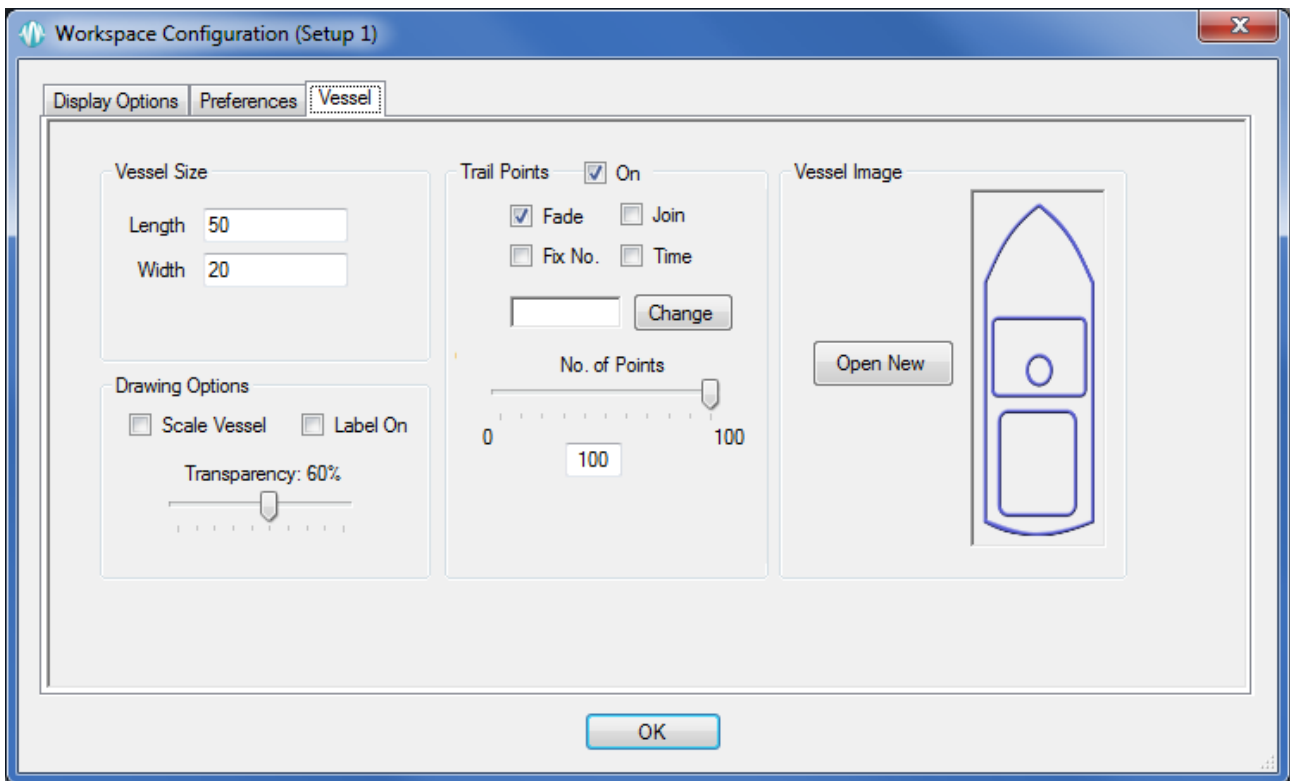 Workspace Configuration (Setup 1)
Display Options Preferences Vessel
Vessel Size
Length 50
Width 20
Drawing Options
Scale Vessel Label On
Transparency: 60%
Trail Points On
Fade Join
Fix No. Time
Change
No. of Points
0 100
100
Vessel Image
Open New
OK